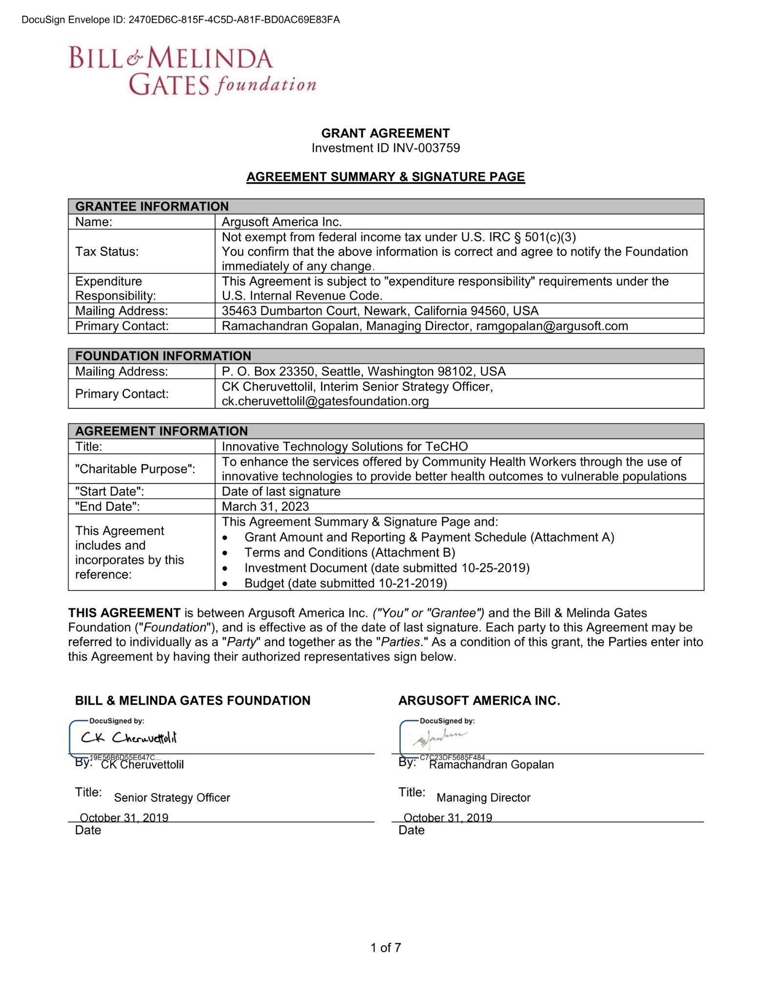 DocuSign Envelope ID: 2470ED6C-815F-4C5D-A81F-BD0AC69E83FA
BILL & MELINDA
GATES foundation
GRANT AGREEMENT
Investment ID INV-003759
AGREEMENT SUMMARY & SIGNATURE PAGE
GRANTEE INFORMATION
Name: Argusoft America Inc.
Tax Status: Not exempt from federal income tax under U.S. IRC § 501(c)(3)
You confirm that the above information is correct and agree to notify the Foundation
immediately of any change.
Expenditure This Agreement is subject to "expenditure responsibility" requirements under the
Responsibility: U.S. Internal Revenue Code.
Mailing Address: 35463 Dumbarton Court, Newark, California 94560, USA
Primary Contact: Ramachandran Gopalan, Managing Director, ramgopalan@argusoft.com
FOUNDATION INFORMATION
Mailing Address: P. O. Box 23350, Seattle, Washington 98102, USA
Primary Contact: CK Cheruvettolil, Interim Senior Strategy Officer,
ck.cheruvettolil@gatesfoundation.org
AGREEMENT INFORMATION
Title: Innovative Technology Solutions for TeCHO
"Charitable Purpose": To enhance the services offered by Community Health Workers through the use of
innovative technologies to provide better health outcomes to vulnerable populations
"Start Date": Date of last signature
"End Date": March 31, 2023
This Agreement
includes and
incorporates by this
reference:
This Agreement Summary & Signature Page and:
• Grant Amount and Reporting & Payment Schedule (Attachment A)
• Terms and Conditions (Attachment B)
• Investment Document (date submitted 10-25-2019)
• Budget (date submitted 10-21-2019)
THIS AGREEMENT is between Argusoft America Inc. ("You" or "Grantee") and the Bill & Melinda Gates
Foundation ("Foundation"), and is effective as of the date of last signature. Each party to this Agreement may be
referred to individually as a "Party" and together as the "Parties." As a condition of this grant, the Parties enter into
this Agreement by having their authorized representatives sign below.
BILL & MELINDA GATES FOUNDATION
DocuSigned by:
CK Cheruvettolil
19E56B6D55E647C...
By: CK Cheruvettolil
Title: Senior Strategy Officer
October 31, 2019
Date
ARGUSOFT AMERICA INC.
DocuSigned by:
C7C23DF5685F484...
By: Ramachandran Gopalan
Title: Managing Director
October 31, 2019
Date
1 of 7